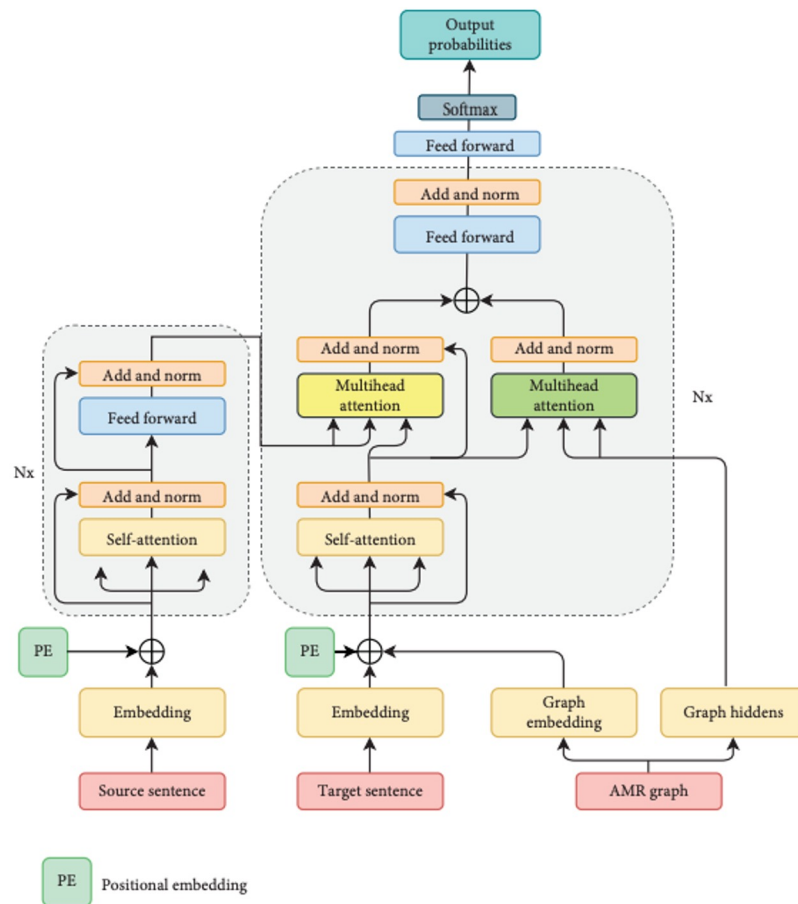 Output
probabilities
Softmax
Feed forward
Add and norm
Feed forward
Add and norm
Add and norm
Add and norm
Multihead
attention
Multihead
attention
Feed forward
Nx
Nx
Add and norm
Add and norm
Self-attention
Self-attention
PE
PE
Embedding
Embedding
Graph
embedding
Graph hiddens
Source sentence
Target sentence
AMR graph
PE
Positional embedding